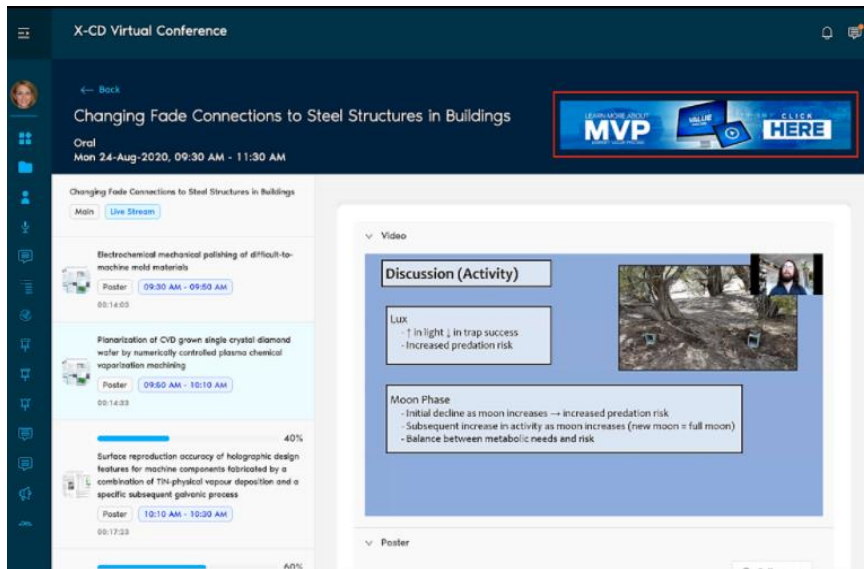 X-CD Virtual Conference
← Back
Changing Fade Connections to Steel Structures in Buildings
Oral
Mon 24-Aug-2020, 09:30 AM - 11:30 AM
LEARN MORE ABOUT
MVP
VALUE
CLICK
HERE
Changing Fade Connections to Steel Structures in Buildings
Main
Live Stream
Electrochemical mechanical polishing of difficult-to-
machine mold materials
Poster
09:30 AM - 09:50 AM
00:14:03
Planarization of CVD grown single crystal diamond
wafer by numerically controlled plasma chemical
vaporization machining
Poster
09:50 AM - 10:10 AM
00:14:33
40%
Surface reproduction accuracy of holographic design
features for machine components fabricated by a
combination of TiN-physical vapour deposition and a
specific subsequent galvanic process
Poster
10:10 AM - 10:30 AM
00:17:23
60%
Video
Discussion (Activity)
Lux
- ↑ in light ↓ in trap success
- Increased predation risk
Moon Phase
- Initial decline as moon increases → increased predation risk
- Subsequent increase in activity as moon increases (new moon = full moon)
- Balance between metabolic needs and risk
Poster